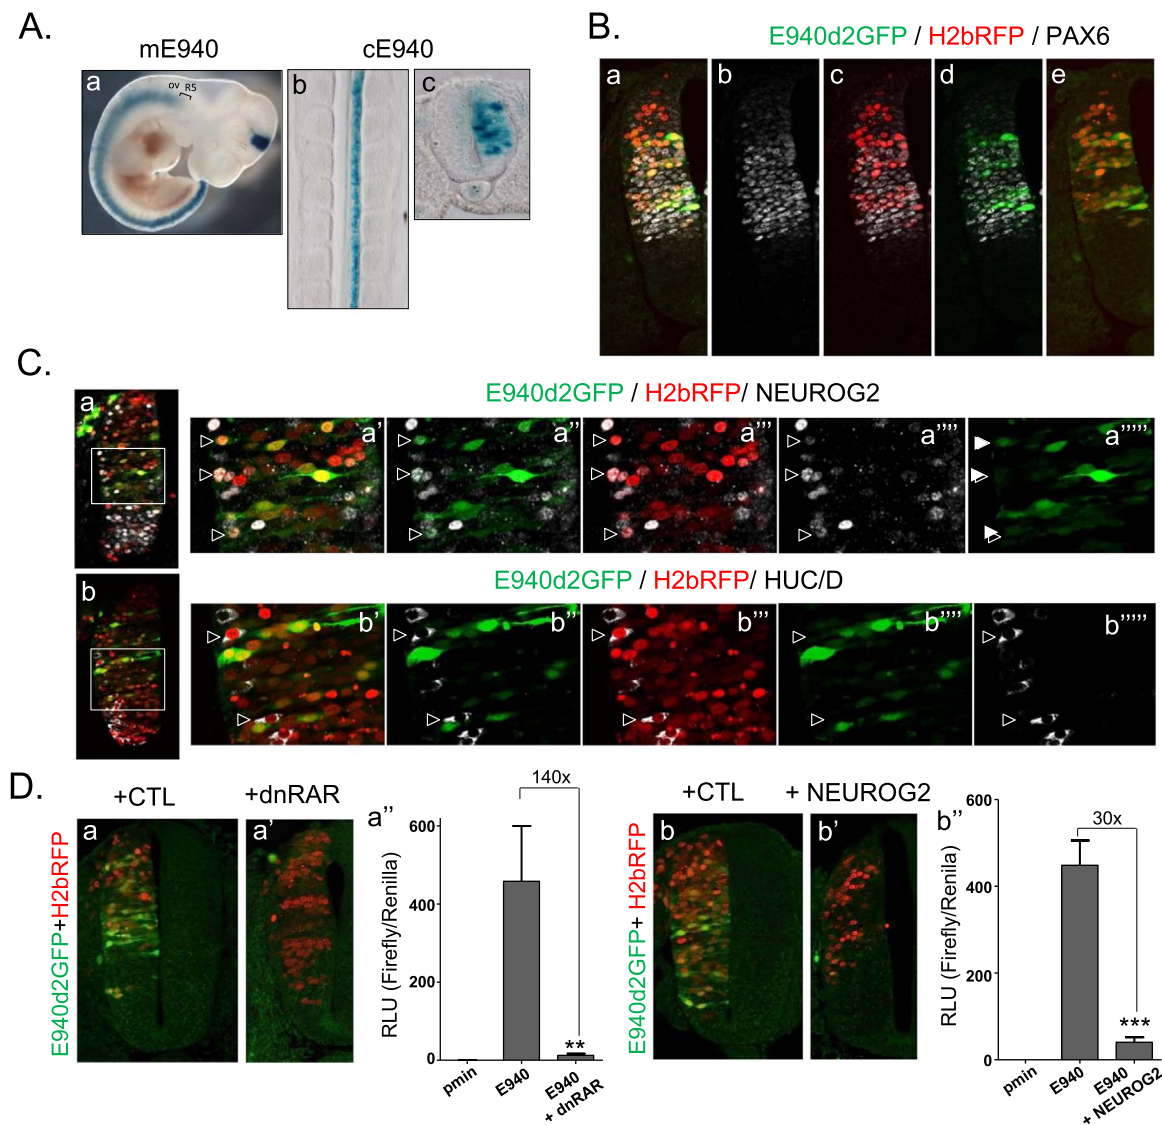 A.
mE940
cE940
a
ov R5
b
c
B.
E940d2GFP / H2bRFP / PAX6
a
b
c
d
e
C.
E940d2GFP / H2bRFP/ NEUROG2
a
a’
a’’
a’’’
a’’’’
a’’’’’
E940d2GFP / H2bRFP/ HUC/D
b
b’
b’’
b’’’
b’’’’
b’’’’’
D.
+CTL
+dnRAR
E940d2GFP+H2bRFP
a
a’
a’’
140x
RLU (Firefly/Renilla)
600
400
200
0
**
pmin
E940
E940
+ dnRAR
+CTL
+ NEUROG2
E940d2GFP+ H2bRFP
b
b’
b’’
30x
RLU (Firefly/Renilla)
600
400
200
0
***
pmin
E940
E940
+ NEUROG2